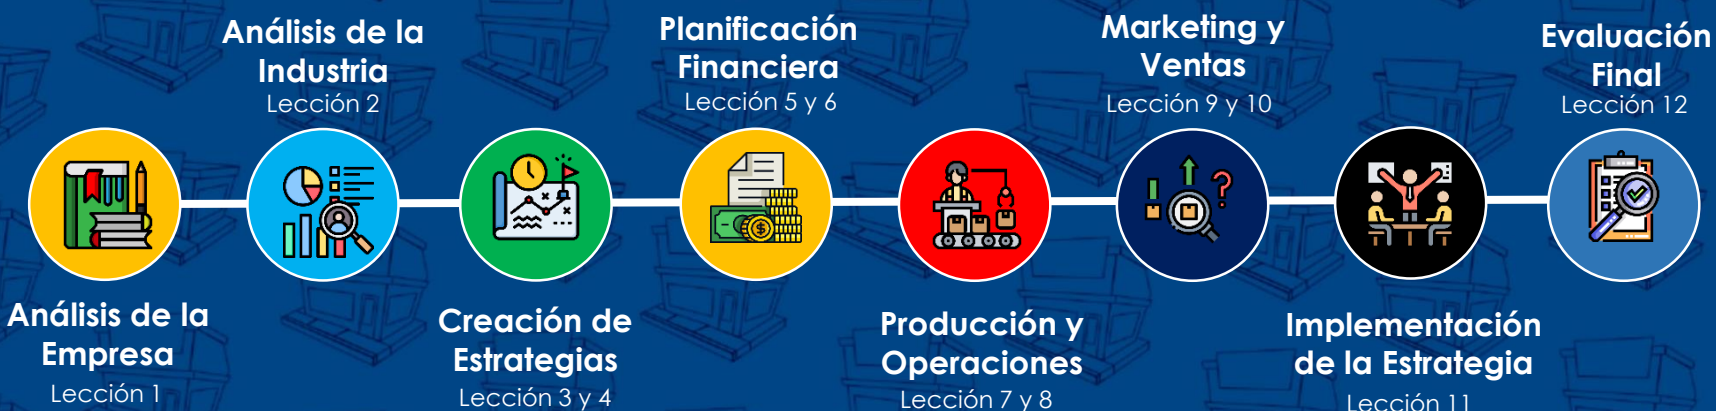 Análisis de la
Empresa
Lección 1
Análisis de la
Industria
Lección 2
Creación de
Estrategias
Lección 3 y 4
Planificación
Financiera
Lección 5 y 6
Producción y
Operaciones
Lección 7 y 8
Marketing y
Ventas
Lección 9 y 10
Implementación
de la Estrategia
Lección 11
Evaluación
Final
Lección 12